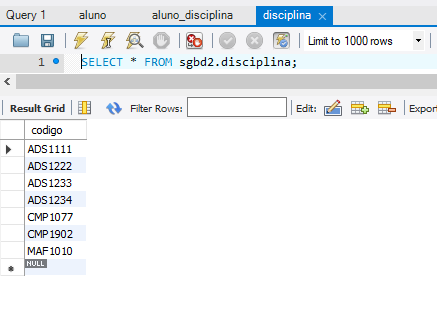 Query 1 aluno aluno_disciplina disciplina ×
Limit to 1000 rows
1 SELECT * FROM sgbd2.disciplina;
Result Grid Filter Rows: Edit: Export
codigo
ADS1111
ADS1222
ADS1233
ADS1234
CMP1077
CMP1902
MAF1010
NULL